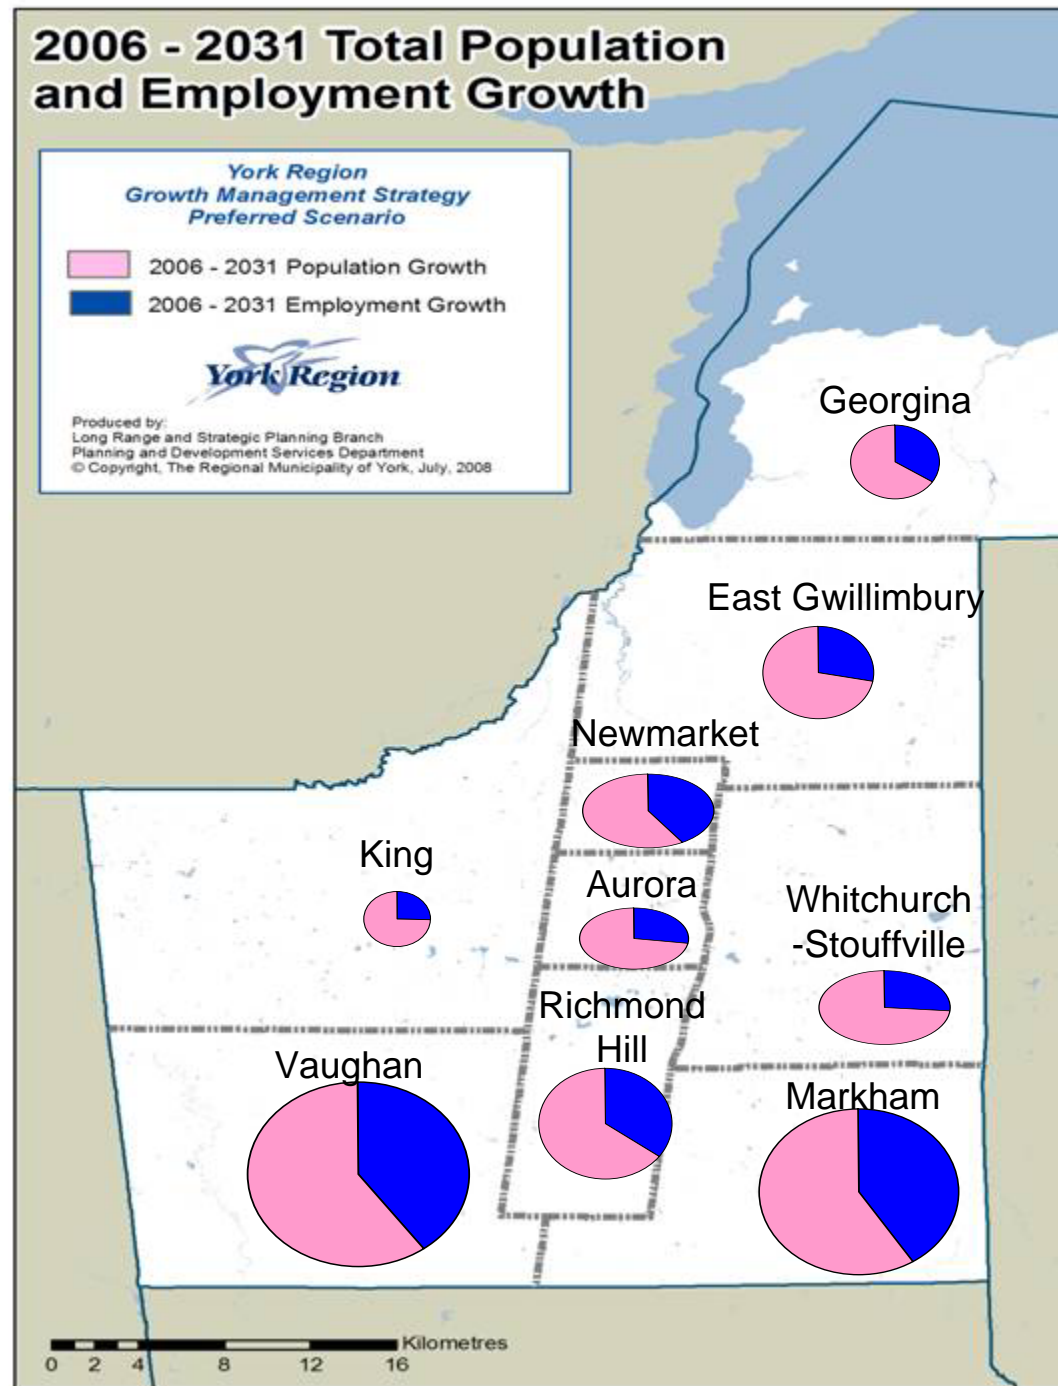 2006 - 2031 Total Population
and Employment Growth
York Region
Growth Management Strategy
Preferred Scenario
2006 - 2031 Population Growth
2006 - 2031 Employment Growth
York Region
Produced by:
Long Range and Strategic Planning Branch
Planning and Development Services Department
© Copyright, The Regional Municipality of York, July, 2008
Georgina
East Gwillimbury
Newmarket
King
Aurora
Whitchurch
-Stouffville
Richmond
Hill
Vaughan
Markham
Kilometres
0 2 4 8 12 16